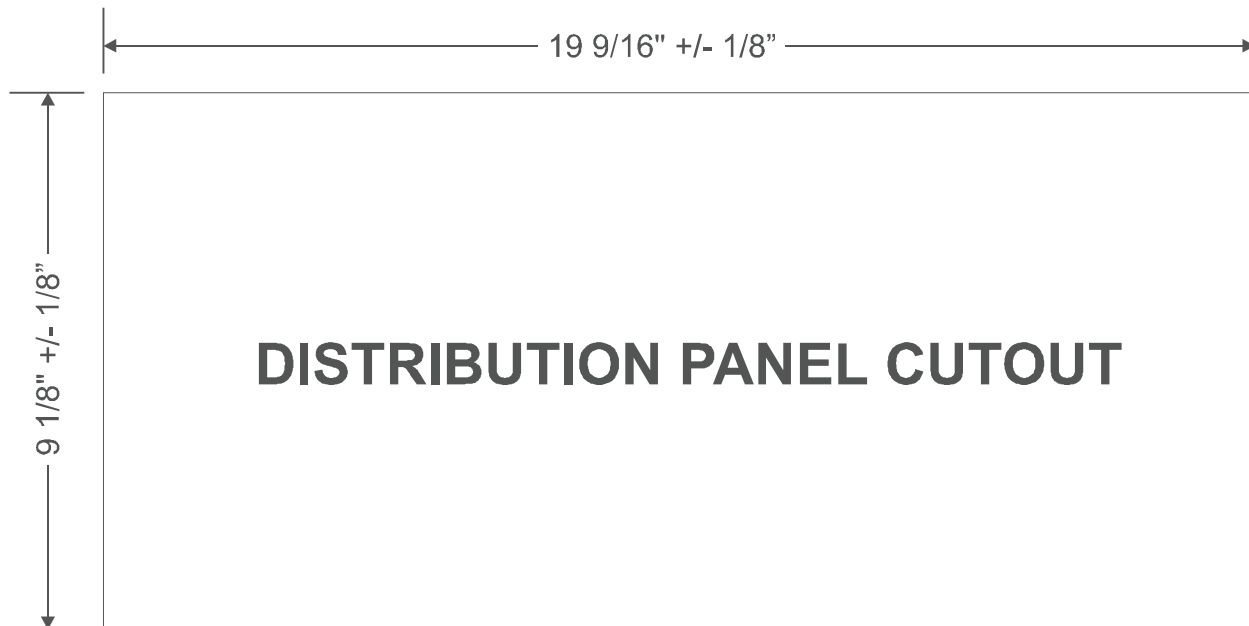 19 9/16" +/- 1/8”
9 1/8" +/- 1/8”
DISTRIBUTION PANEL CUTOUT